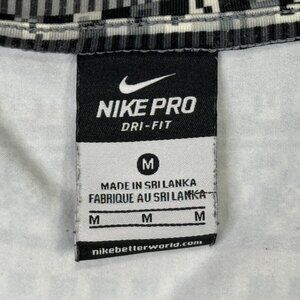 NIKE PRO
DRI-FIT
M
MADE IN SRI LANKA
FABRIQUE AU SRI LANKA
M M M
nikebetterworld.com